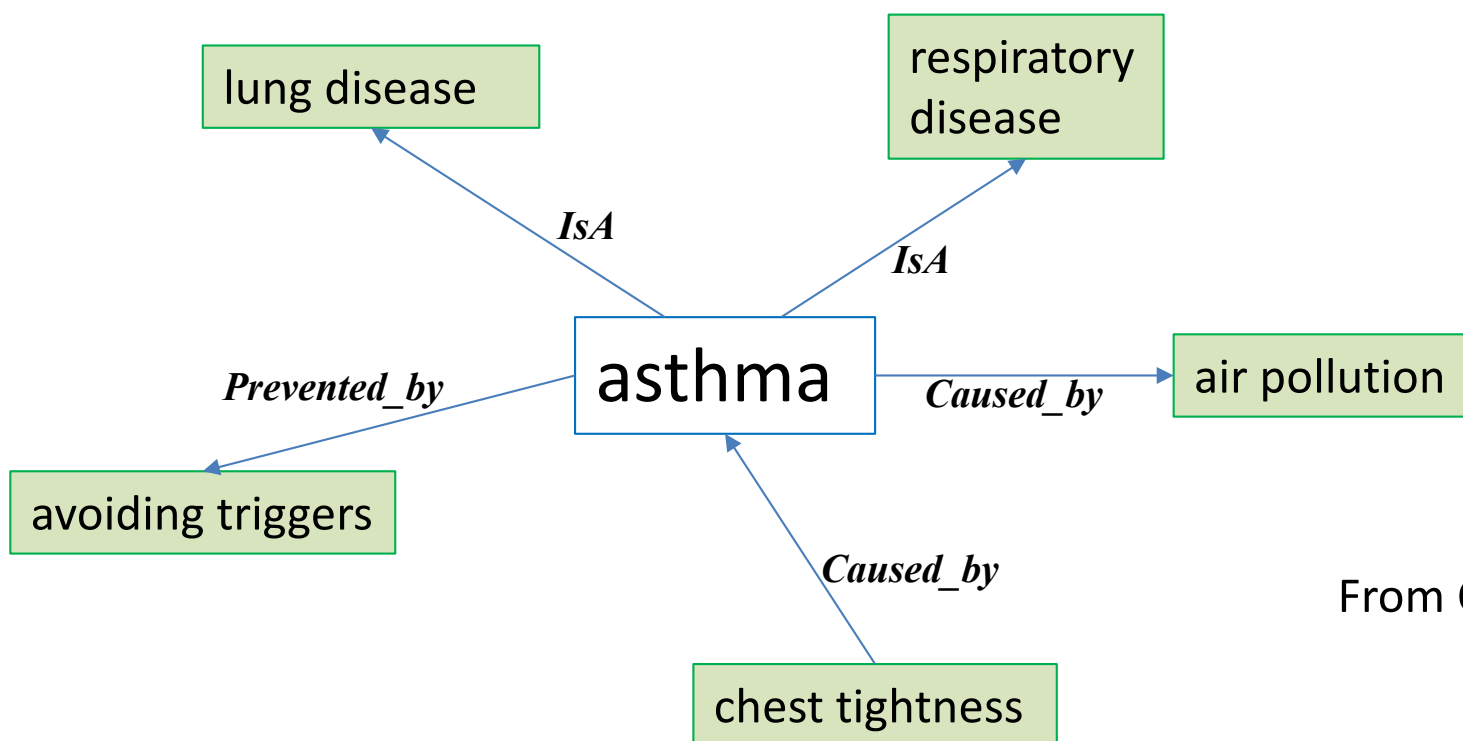 respiratory
disease
lung disease
IsA
IsA
asthma
air pollution
Prevented_by
Caused_by
avoiding triggers
Caused_by
From
chest tightness